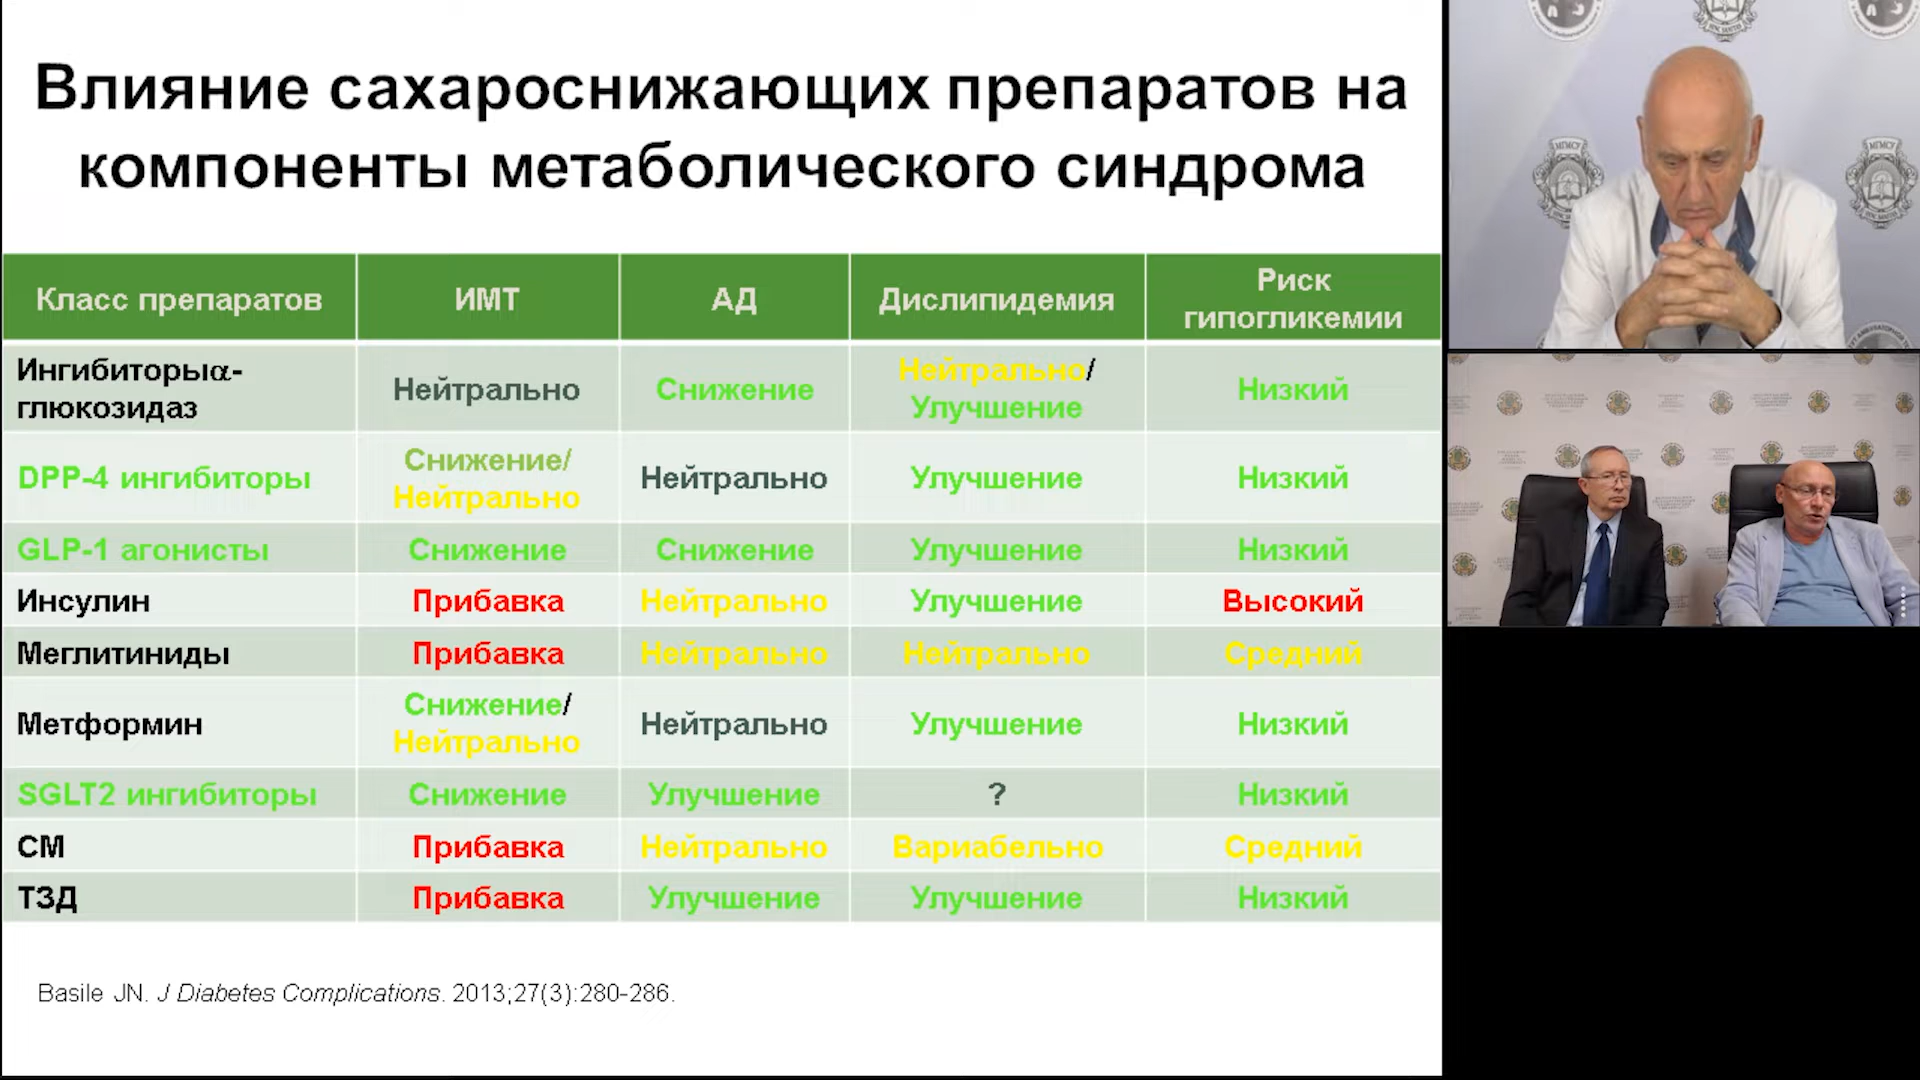 Влияние сахароснижающих препаратов на
компоненты метаболического синдрома
Класс препаратов ИМТ АД Дислипидемия Риск гипогликемии
Ингибиторыα-глюкозидаз Нейтрально Снижение Нейтрально/Улучшение Низкий
DPP-4 ингибиторы Снижение/Нейтрально Нейтрально Улучшение Низкий
GLP-1 агонисты Снижение Снижение Улучшение Низкий
Инсулин Прибавка Нейтрально Улучшение Высокий
Меглитиниды Прибавка Нейтрально Нейтрально Средний
Метформин Снижение/Нейтрально Нейтрально Улучшение Низкий
SGLT2 ингибиторы Снижение Улучшение ? Низкий
СМ Прибавка Нейтрально Вариабельно Средний
ТЗД Прибавка Улучшение Улучшение Низкий
Basile JN. J Diabetes Complications. 2013;27(3):280-286.
МГМСУ